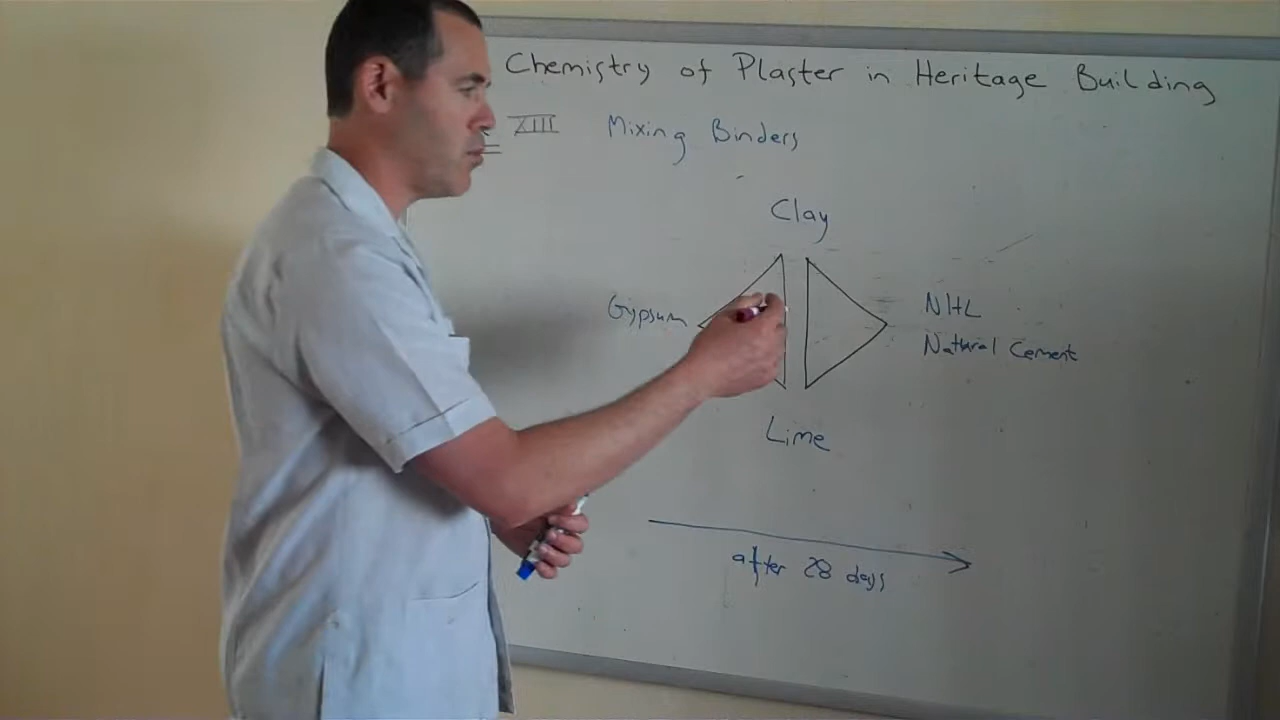 Chemistry of Plaster in Heritage Building
XIII Mixing Binders
Clay
Gypsum
NHL
Natural Cement
Lime
after 28 days